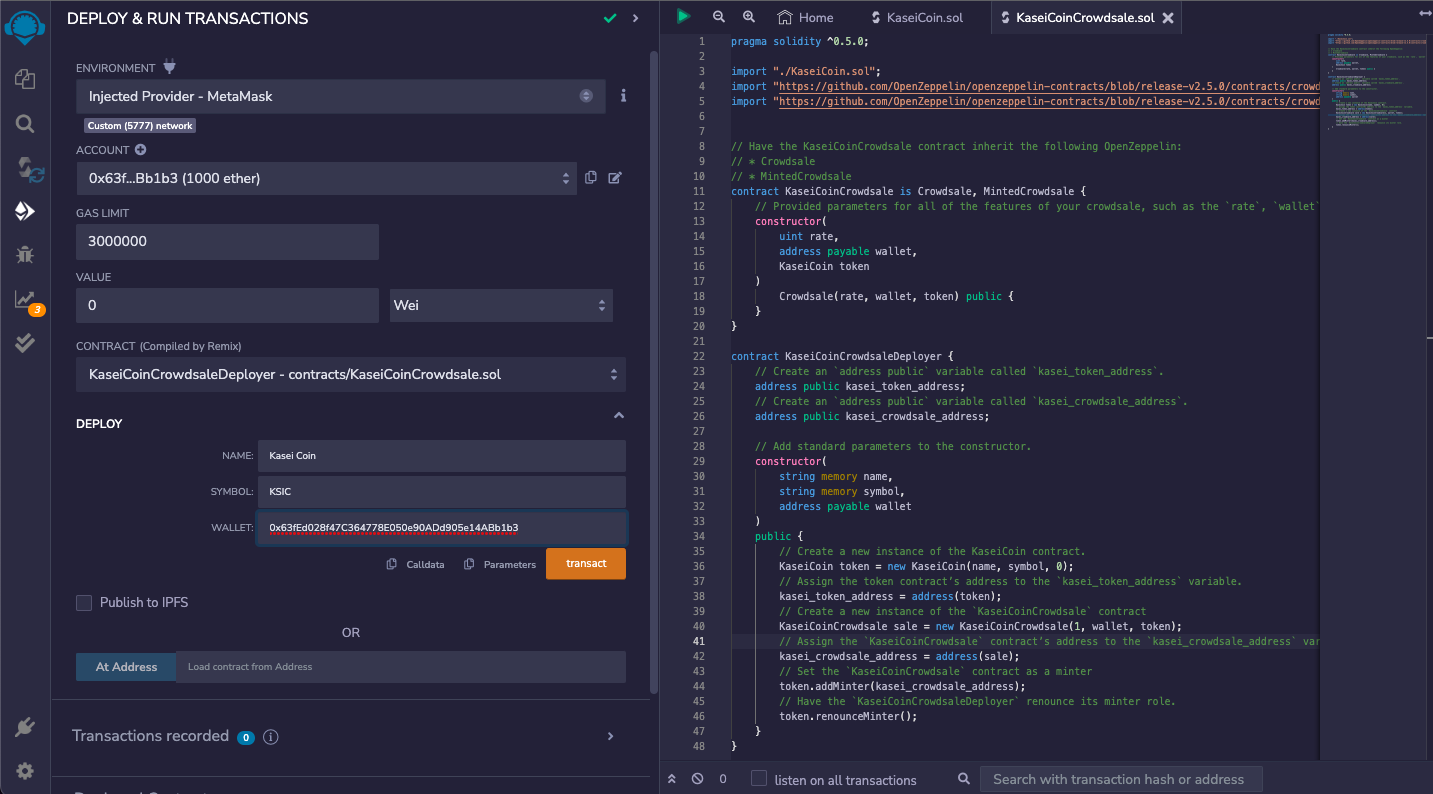 DEPLOY & RUN TRANSACTIONS
ENVIRONMENT
Injected Provider - MetaMask
Custom (5777) network
ACCOUNT
0x63f...Bb1b3 (1000 ether)
GAS LIMIT
3000000
VALUE
0
Wei
CONTRACT (Compiled by Remix)
KaseiCoinCrowdsaleDeployer - contracts/KaseiCoinCrowdsale.sol
DEPLOY
NAME: Kasei Coin
SYMBOL: KSIC
WALLET: 0x63fEd028f47C364778E050e90ADd905e14ABb1b3
Calldata Parameters transact
Publish to IPFS
OR
At Address Load contract from Address
Transactions recorded 0 i
3
Home KaseiCoin.sol KaseiCoinCrowdsale.sol
1 pragma solidity ^0.5.0;
2
3 import "./KaseiCoin.sol";
4 import "https://github.com/OpenZeppelin/openzeppelin-contracts/blob/release-v2.5.0/contracts/crowd
5 import "https://github.com/OpenZeppelin/openzeppelin-contracts/blob/release-v2.5.0/contracts/crowd
6
7
8 // Have the KaseiCoinCrowdsale contract inherit the following OpenZeppelin:
9 // * Crowdsale
10 // * MintedCrowdsale
11 contract KaseiCoinCrowdsale is Crowdsale, MintedCrowdsale {
12 // Provided parameters for all of the features of your crowdsale, such as the `rate`, `wallet`
13 constructor(
14 uint rate,
15 address payable wallet,
16 KaseiCoin token
17 )
18 Crowdsale(rate, wallet, token) public {
19 }
20 }
21
22 contract KaseiCoinCrowdsaleDeployer {
23 // Create an `address public` variable called `kasei_token_address`.
24 address public kasei_token_address;
25 // Create an `address public` variable called `kasei_crowdsale_address`.
26 address public kasei_crowdsale_address;
27
28 // Add standard parameters to the constructor.
29 constructor(
30 string memory name,
31 string memory symbol,
32 address payable wallet
33 )
34 public {
35 // Create a new instance of the KaseiCoin contract.
36 KaseiCoin token = new KaseiCoin(name, symbol, 0);
37 // Assign the token contract's address to the `kasei_token_address` variable.
38 kasei_token_address = address(token);
39 // Create a new instance of the `KaseiCoinCrowdsale` contract
40 KaseiCoinCrowdsale sale = new KaseiCoinCrowdsale(1, wallet, token);
41 // Assign the `KaseiCoinCrowdsale` contract's address to the `kasei_crowdsale_address` var
42 kasei_crowdsale_address = address(sale);
43 // Set the `KaseiCoinCrowdsale` contract as a minter
44 token.addMinter(kasei_crowdsale_address);
45 // Have the `KaseiCoinCrowdsaleDeployer` renounce its minter role.
46 token.renounceMinter();
47 }
48 }
0 listen on all transactions Search with transaction hash or address